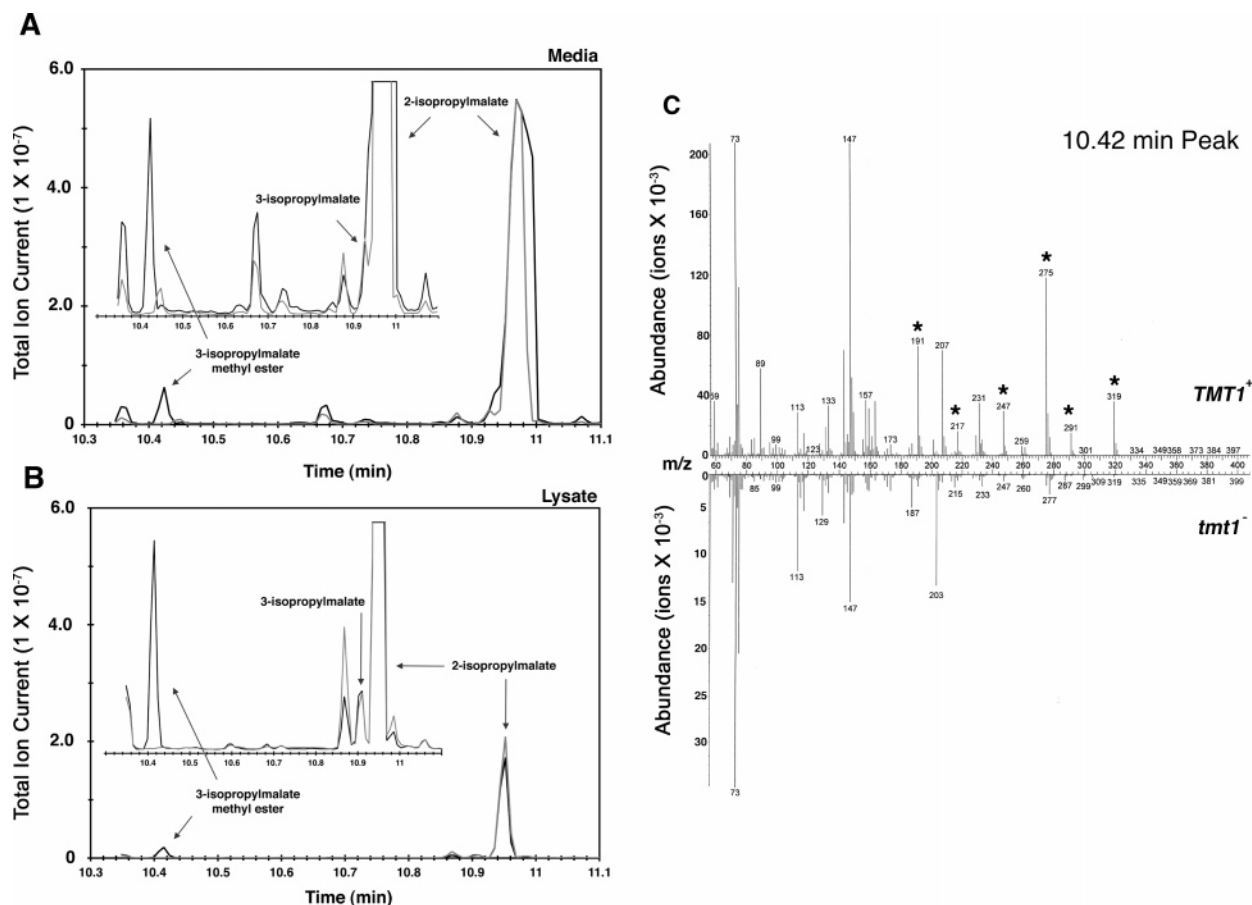 A
Media
6.0
4.0
2.0
0
Total Ion Current (1 X 10⁻⁷)
2-isopropylmalate
3-isopropylmalate
3-isopropylmalate
methyl ester
10.4 10.5 10.6 10.7 10.8 10.9 11
10.3 10.4 10.5 10.6 10.7 10.8 10.9 11 11.1
Time (min)
B
Lysate
6.0
4.0
2.0
0
Total Ion Current (1 X 10⁻⁷)
3-isopropylmalate
2-isopropylmalate
3-isopropylmalate
methyl ester
10.4 10.5 10.6 10.7 10.8 10.9 11
10.3 10.4 10.5 10.6 10.7 10.8 10.9 11 11.1
Time (min)
C
10.42 min Peak
Abundance (ions X 10⁻³)
200
160
120
80
40
0
73 147
* 275
* 191 207
89
59 113 133 157 231 * 247 * 319
* 217 * 291
99 123 173 259 301 334 349 358 373 384 397
TMT1⁺
m/z 60 80 100 120 140 160 180 200 220 240 260 280 300 320 340 360 380 400
tmt1⁻
Abundance (ions X 10⁻³)
0
5
10
15
20
25
30
85 99 215 233 247 260 287 299 309 319 335 349 359 369 381 399
129 187 277
113 203
147
73